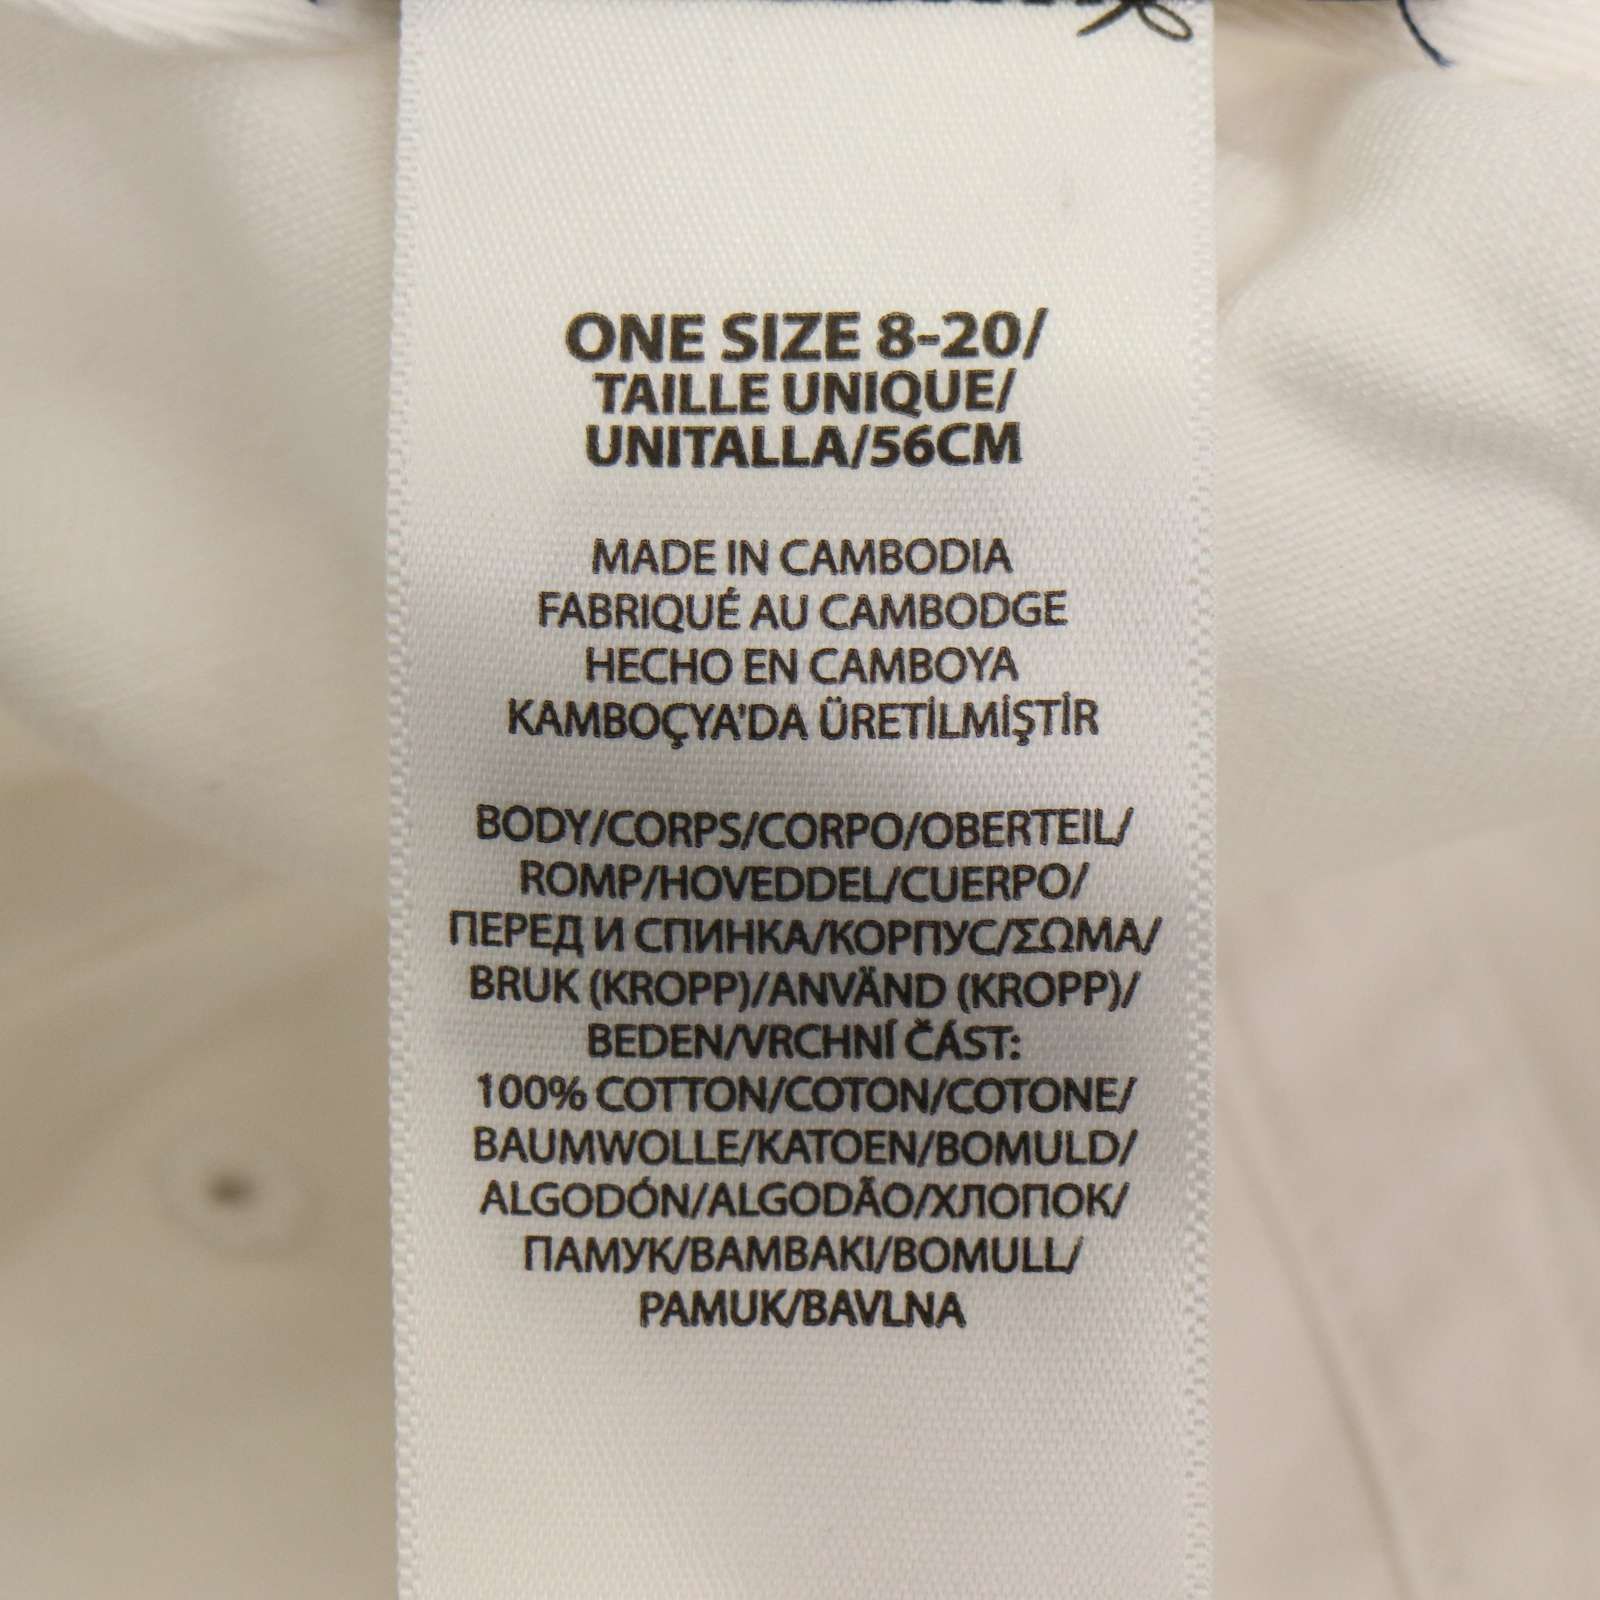 ONE SIZE 8-20/
TAILLE UNIQUE/
UNITALLA/56CM
MADE IN CAMBODIA
FABRIQUÉ AU CAMBODGE
HECHO EN CAMBOYA
KAMBOÇYA'DA ÜRETİLMİŞTİR
BODY/CORPS/CORPO/OBERTEIL/
ROMP/HOVEDDEL/CUERPO/
ПЕРЕД И СПИНКА/КОРПУС/ΣΩΜΑ/
BRUK (KROPP)/ANVÄND (KROPP)/
BEDEN/VRCHNÍ ČÁST:
100% COTTON/COTON/COTONE/
BAUMWOLLE/KATOEN/BOMULD/
ALGODÓN/ALGODÃO/ХЛОПОК/
ПАМУК/ΒΑΜΒΑΚΙ/BOMULL/
PAMUK/BAVLNA